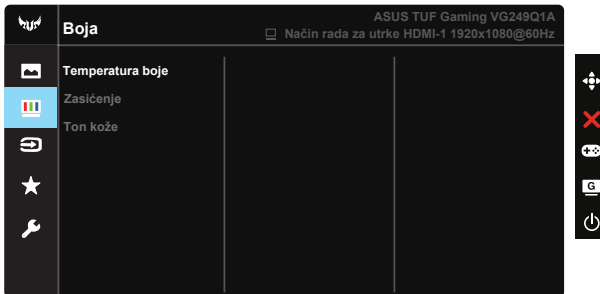 ASUS TUF Gaming VG249Q1A
Boja
Način rada za utrke HDMI-1 1920x1080@60Hz
Temperatura boje
Zasićenje
Ton kože
G